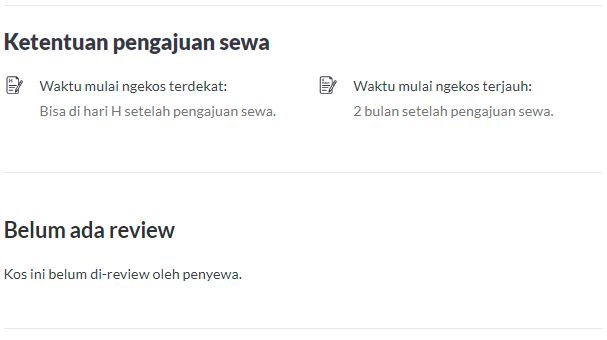 Ketentuan pengajuan sewa
Waktu mulai ngekos terdekat:
Bisa di hari H setelah pengajuan sewa.
Waktu mulai ngekos terjauh:
2 bulan setelah pengajuan sewa.
Belum ada review
Kos ini belum di-review oleh penyewa.